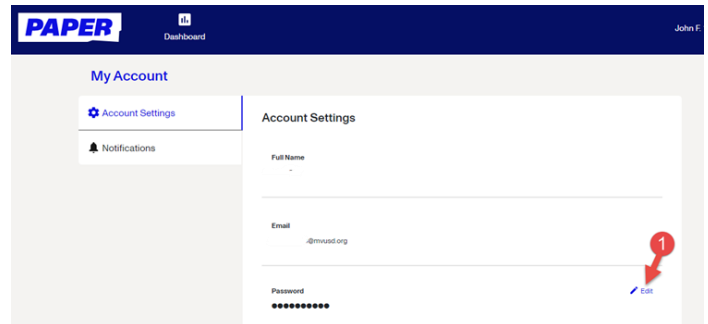 PAPER
Dashboard
John F.
My Account
Account Settings
Notifications
Account Settings
Full Name
Email
@mvusd.org
1
Password
Edit